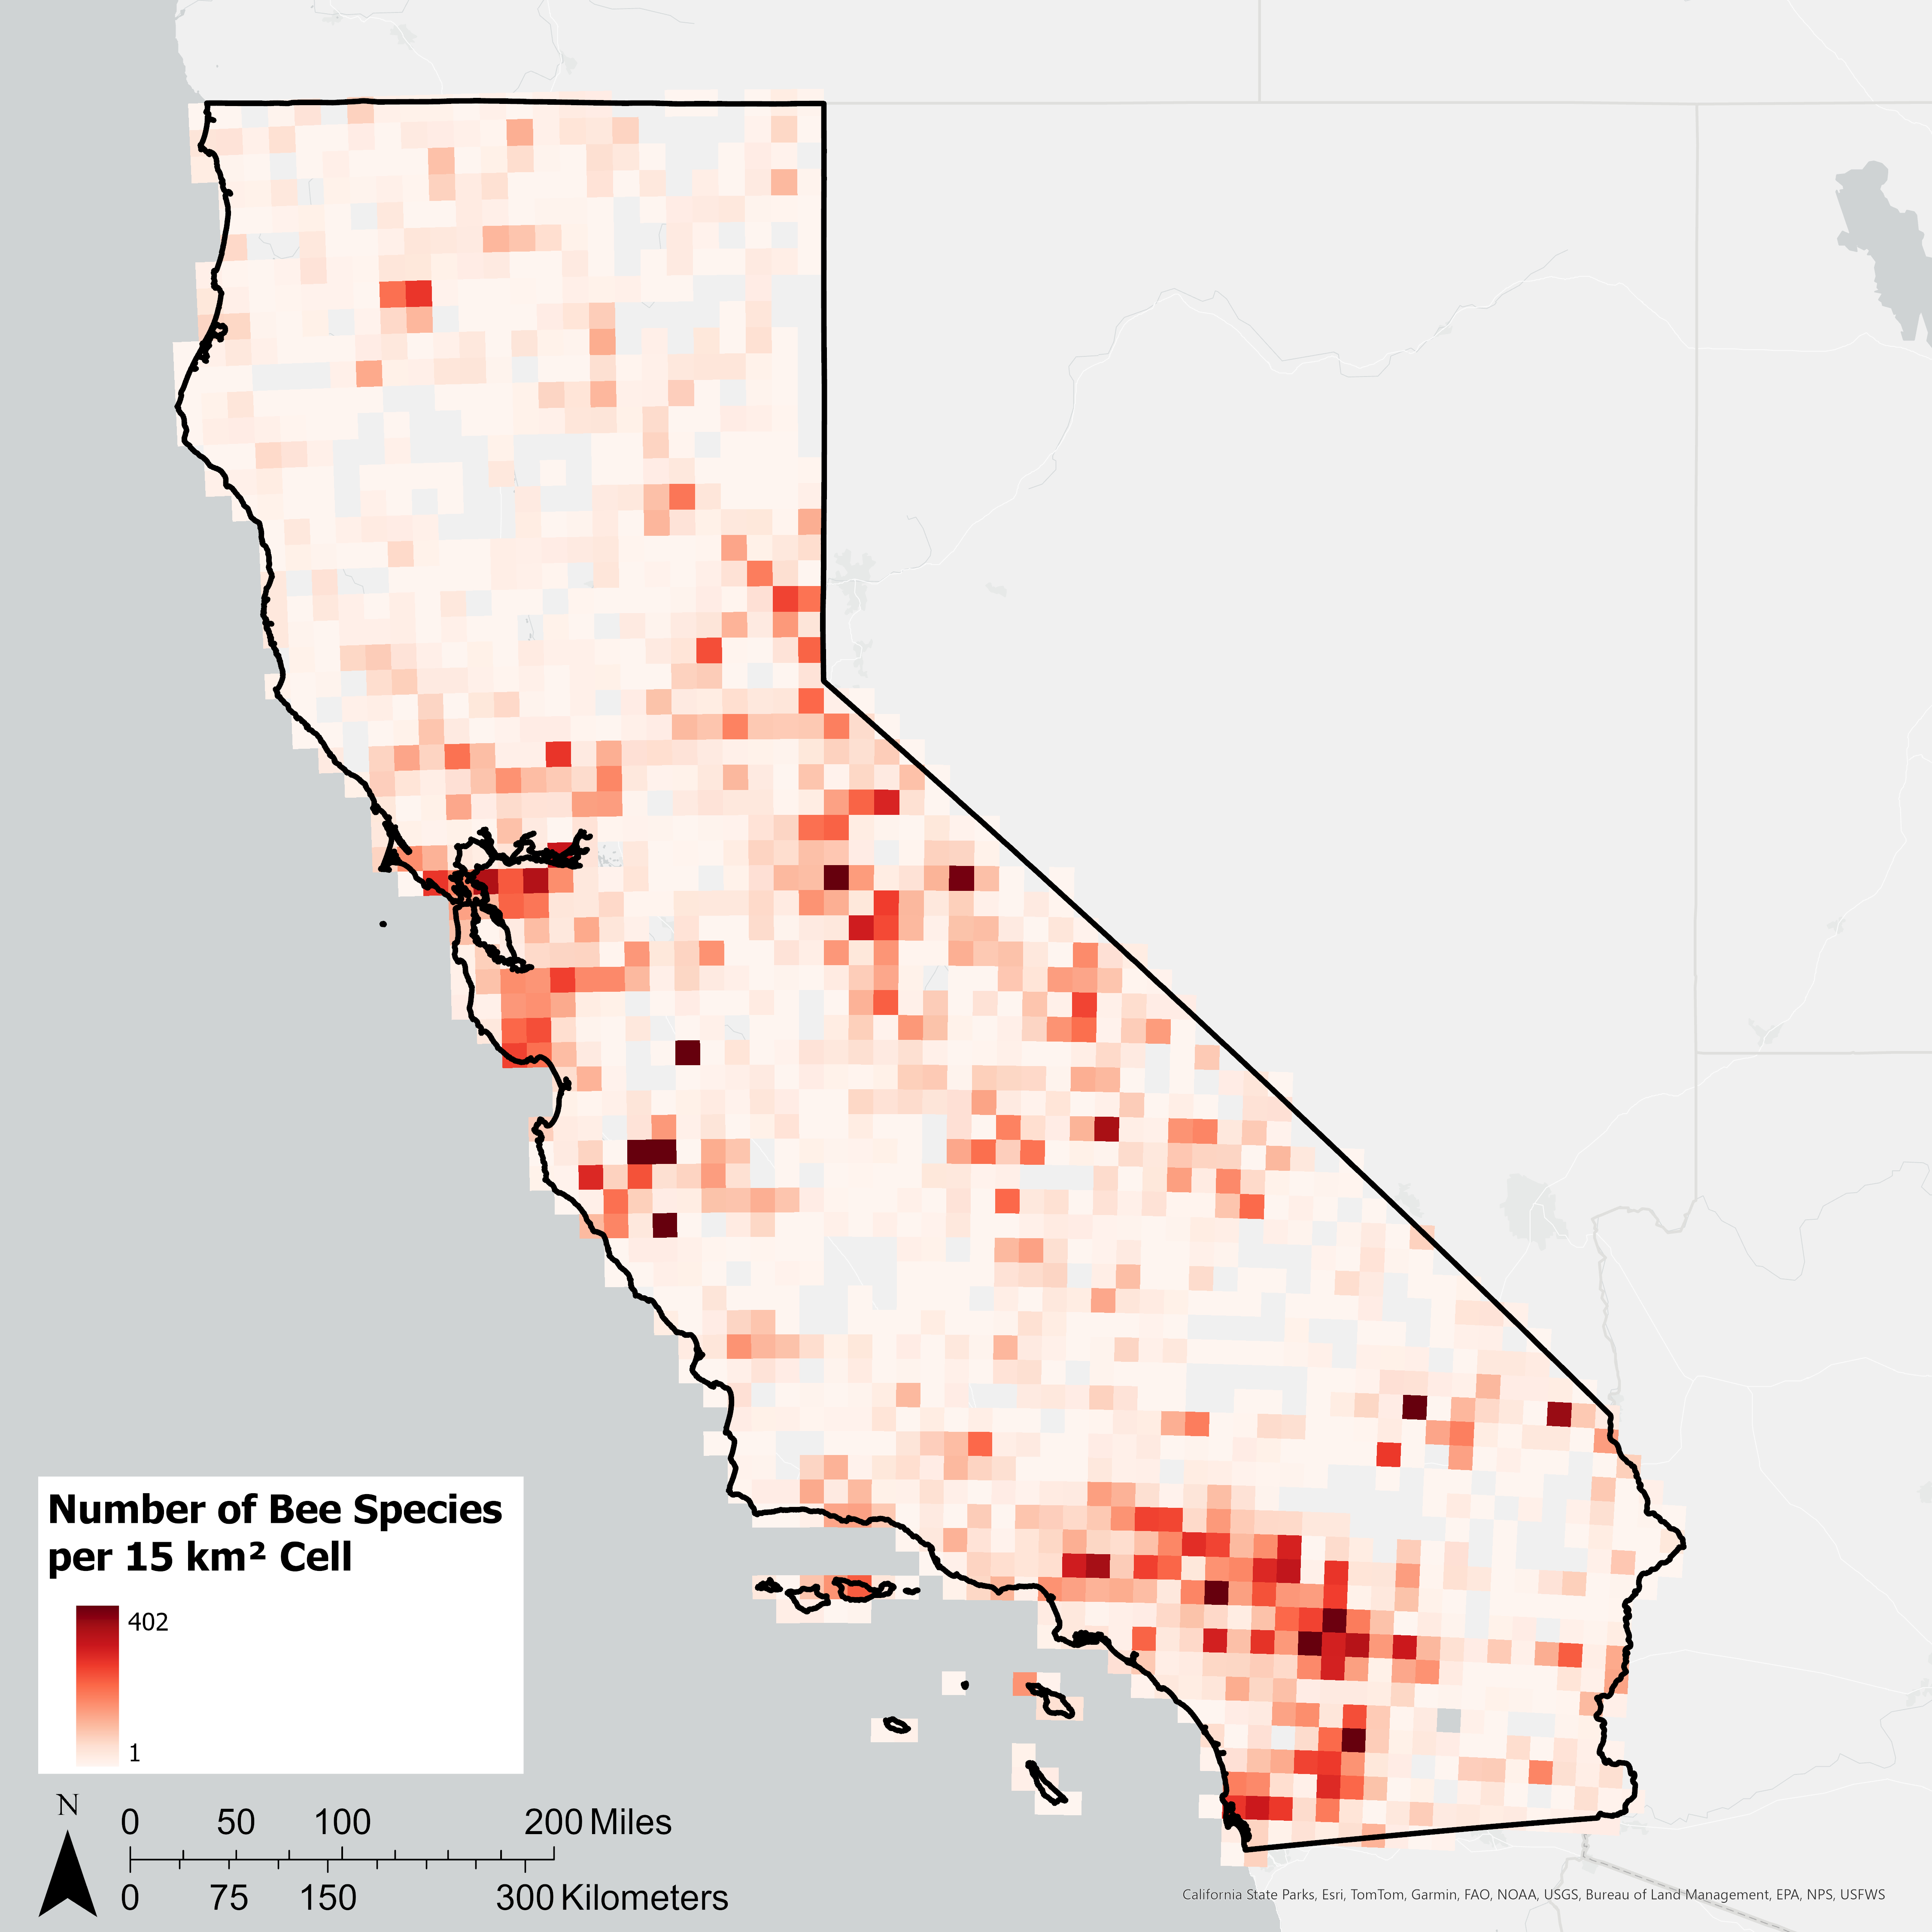 Number of Bee Species
per 15 km² Cell
402
1
N
0 50 100 200 Miles
0 75 150 300 Kilometers
California State Parks, Esri, TomTom, Garmin, FAO, NOAA, USGS, Bureau of Land Management, EPA, NPS, USFWS